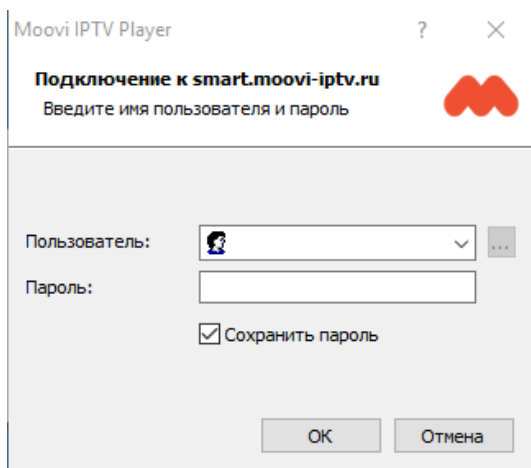 Moovi IPTV Player
Подключение к smart.moovi-iptv.ru
Введите имя пользователя и пароль
Пользователь:
...
Пароль:
Сохранить пароль
OK
Отмена